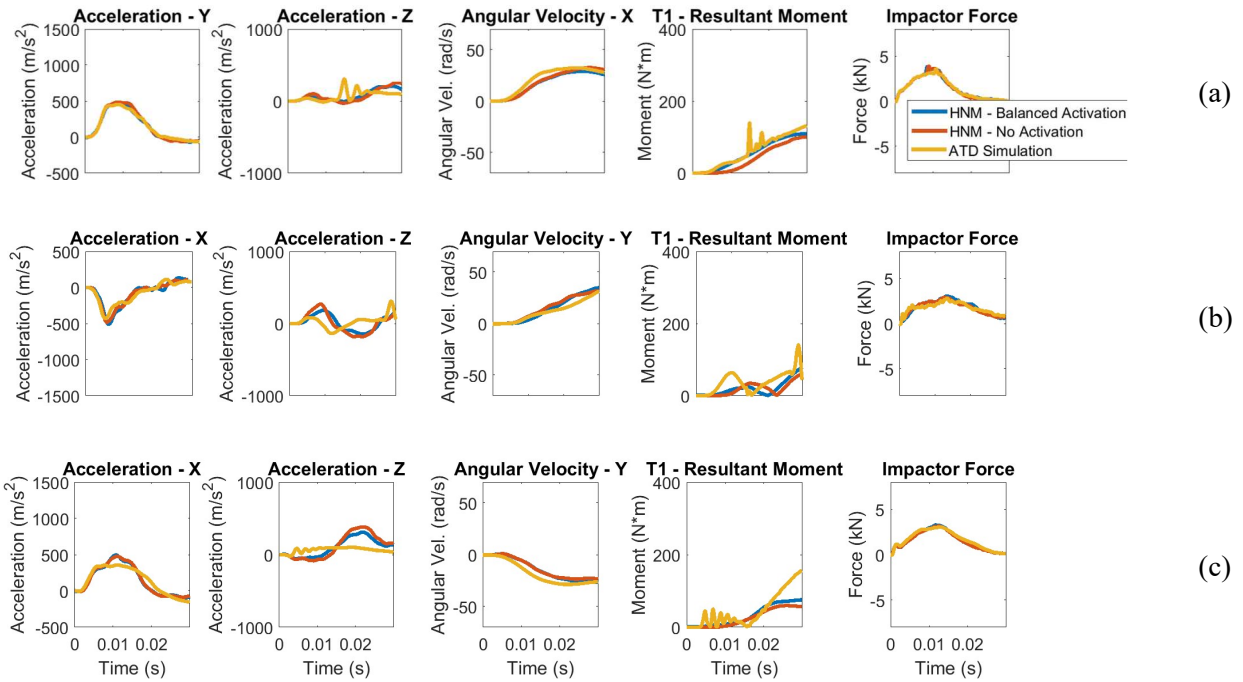 Acceleration - Y
Acceleration - Z
Angular Velocity - X
T1 - Resultant Moment
Impactor Force
Acceleration (m/s²)
1500
1000
500
0
-500
Acceleration (m/s²)
1000
0
-1000
Angular Vel. (rad/s)
50
0
-50
Moment (N*m)
400
200
0
Force (kN)
5
0
-5
HNM - Balanced Activation
HNM - No Activation
ATD Simulation
(a)
Acceleration - X
Acceleration - Z
Angular Velocity - Y
T1 - Resultant Moment
Impactor Force
Acceleration (m/s²)
500
0
-500
-1000
-1500
Acceleration (m/s²)
1000
0
-1000
Angular Vel. (rad/s)
50
0
-50
Moment (N*m)
400
200
0
Force (kN)
5
0
-5
(b)
Acceleration - X
Acceleration - Z
Angular Velocity - Y
T1 - Resultant Moment
Impactor Force
Acceleration (m/s²)
1500
1000
500
0
-500
0 0.01 0.02
Time (s)
Acceleration (m/s²)
1000
0
-1000
0 0.01 0.02
Time (s)
Angular Vel. (rad/s)
50
0
-50
0 0.01 0.02
Time (s)
Moment (N*m)
400
200
0
0 0.01 0.02
Time (s)
Force (kN)
5
0
-5
0 0.01 0.02
Time (s)
(c)